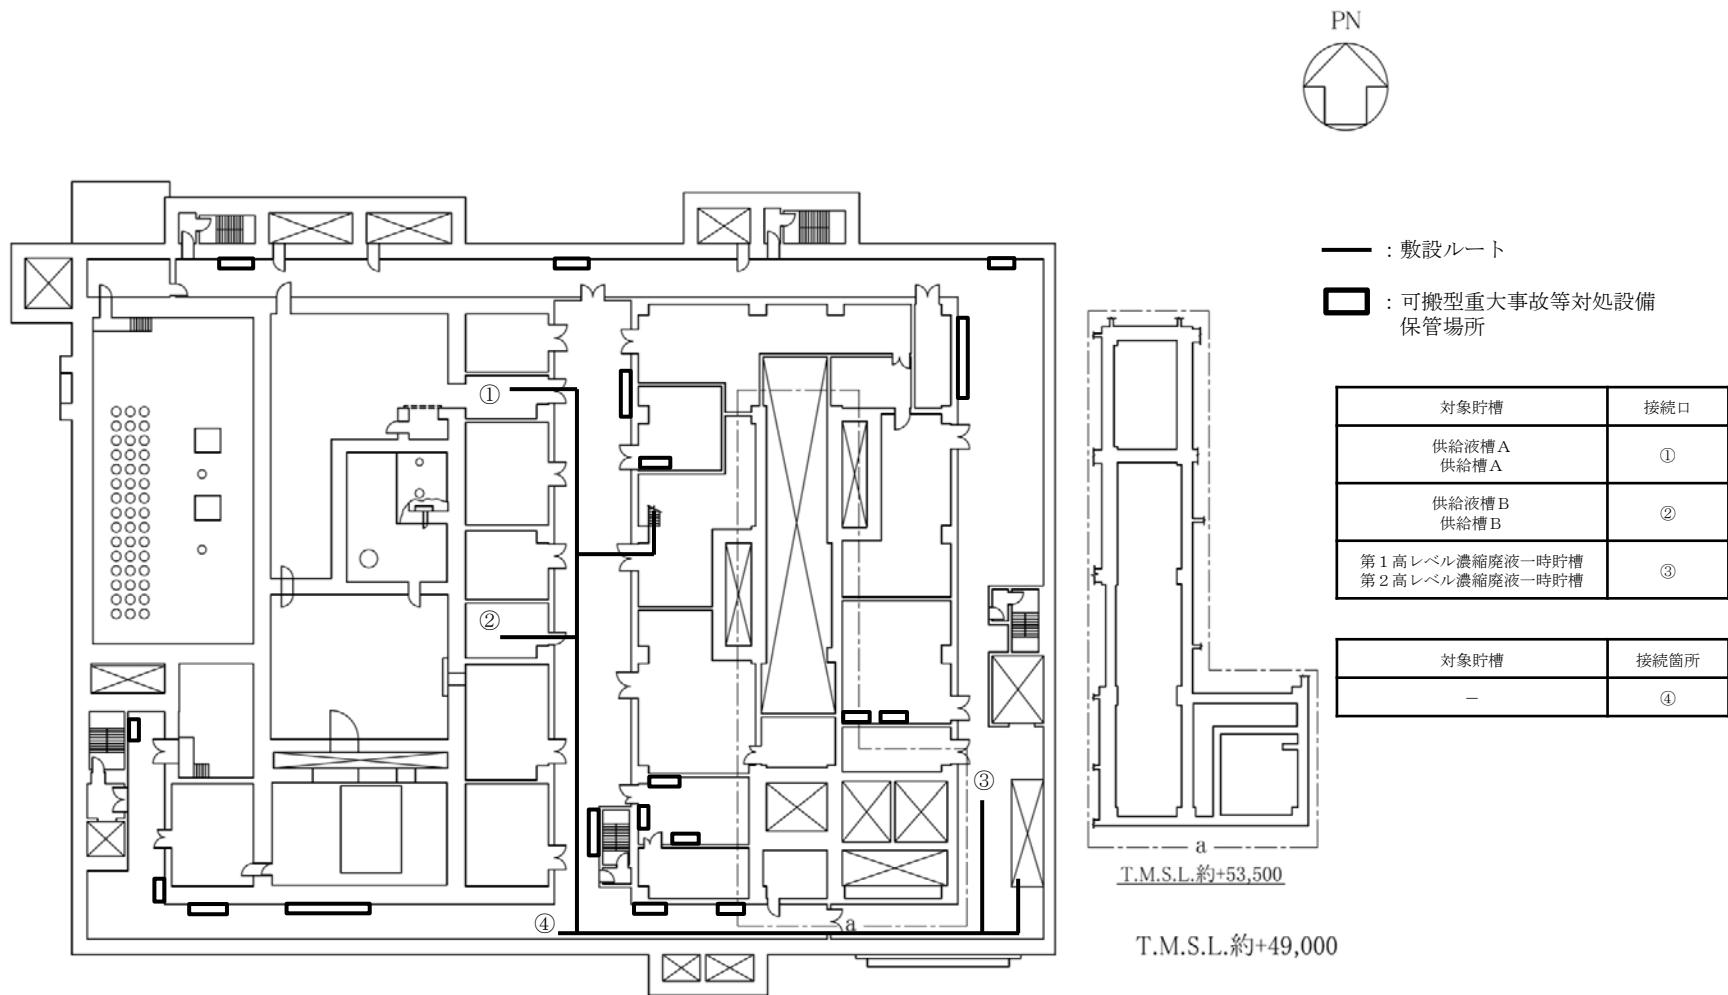 PN
：敷設ルート
：可搬型重大事故等対処設備
保管場所
対象貯槽 接続口
供給液槽A
供給槽A
①
供給液槽B
供給槽B
②
第1高レベル濃縮廃液一時貯槽
第2高レベル濃縮廃液一時貯槽
③
対象貯槽 接続箇所
－ ④
①
②
③
④
a
a
T.M.S.L.約+53,500
T.M.S.L.約+49,000